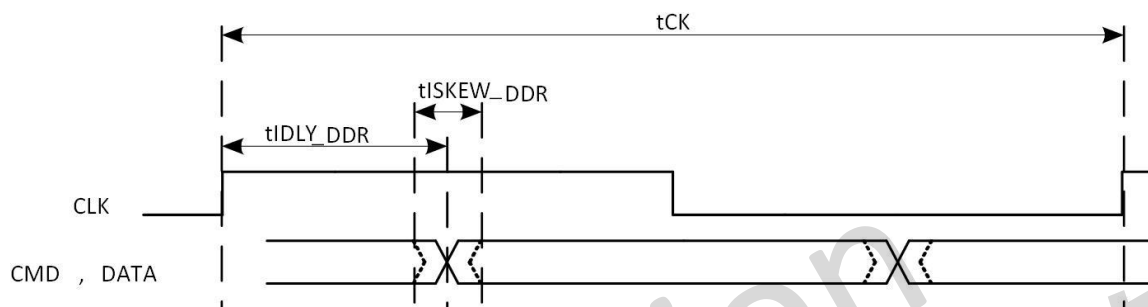 tCK
tISKEW_DDR
tIDLY_DDR
CLK
CMD , DATA